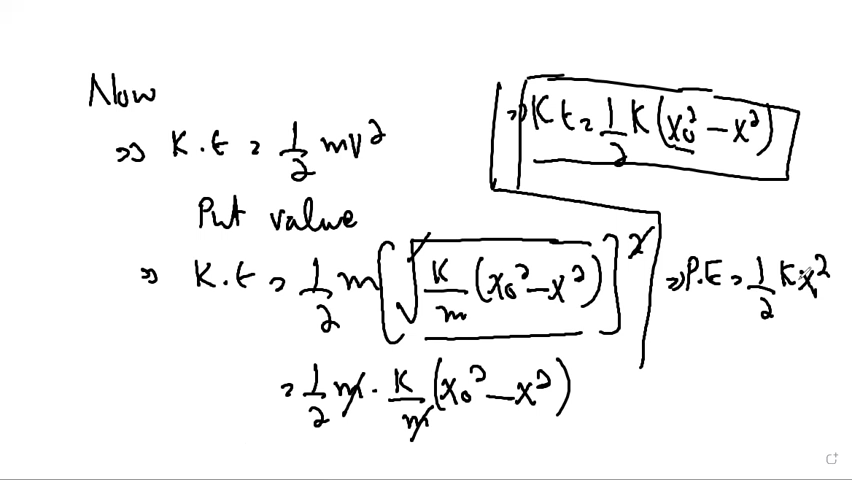 Now
⇒ K.E = 1/2 mv²
Put value
⇒ K.E = 1/2 m[√(K/m (x₀² − x²))]²
= 1/2 m · K/m (x₀² − x²)
⇒ K E = 1/2 K(x₀² − x²)
⇒ P.E = 1/2 Kx²